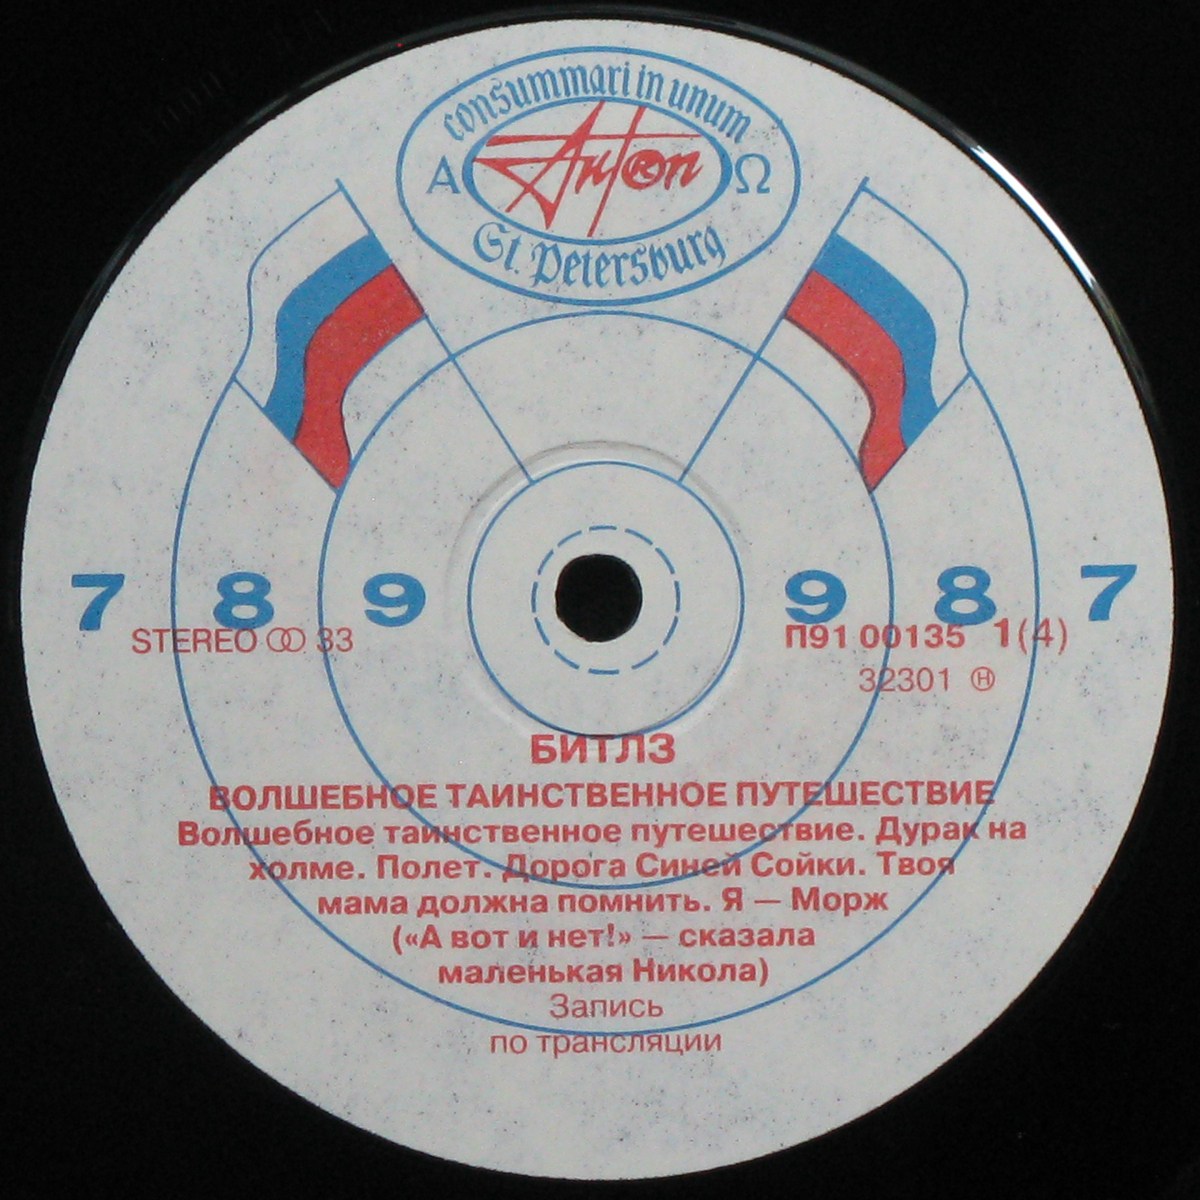 consummari in unum
Α Anton Ω
®
St. Petersburg
7 8 9 9 8 7
STEREO 33 П91 00135 1(4)
32301 Ⓗ
БИТЛЗ
ВОЛШЕБНОЕ ТАИНСТВЕННОЕ ПУТЕШЕСТВИЕ
Волшебное таинственное путешествие. Дурак на
холме. Полет. Дорога Синей Сойки. Твоя
мама должна помнить. Я — Морж
(«А вот и нет!» — сказала
маленькая Никола)
Запись
по трансляции